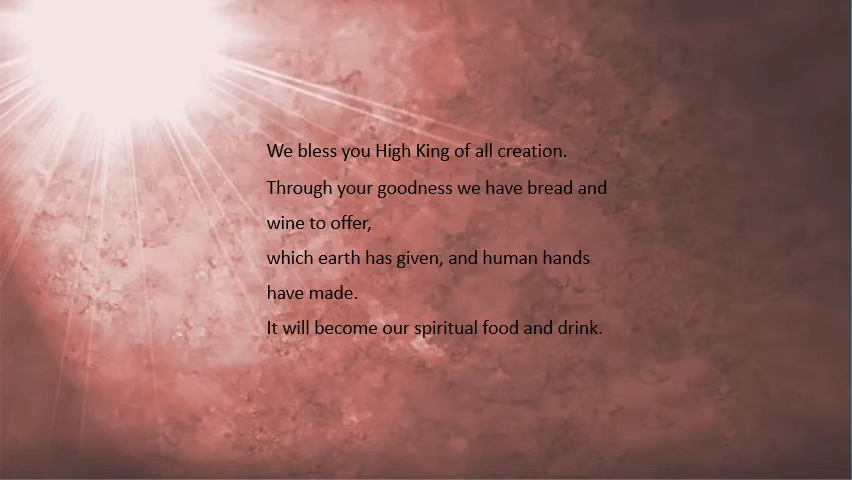 We bless you High King of all creation.
Through your goodness we have bread and
wine to offer,
which earth has given, and human hands
have made.
It will become our spiritual food and drink.